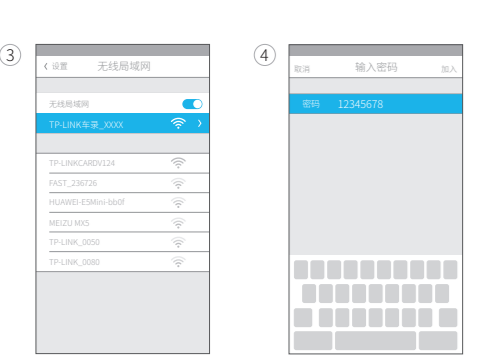 ③
〈 设置 无线局域网
无线局域网
TP-LINK车录_XXXX
TP-LINKCARDV124
FAST_236726
HUAWEI-E5Mini-bb0f
MEIZU MX5
TP-LINK_0050
TP-LINK_0080
④
取消 输入密码 加入
密码 12345678